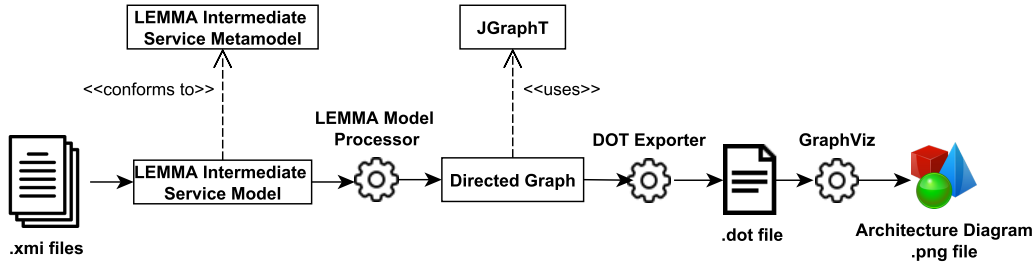 LEMMA Intermediate
Service Metamodel
JGraphT
<<conforms to>>
<<uses>>
LEMMA Model
Processor
DOT Exporter
GraphViz
LEMMA Intermediate
Service Model
Directed Graph
.xmi files
.dot file
Architecture Diagram
.png file